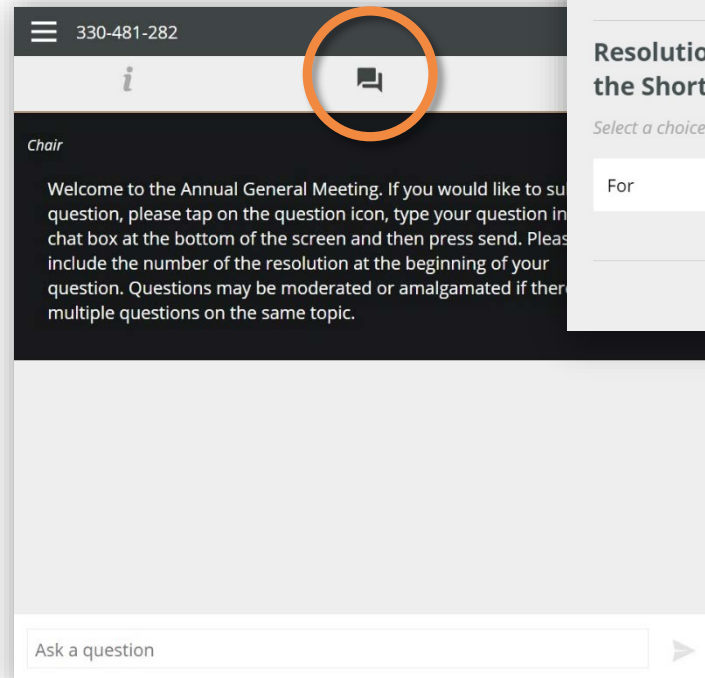 330-481-282
i
Chair
Welcome to the Annual General Meeting. If you would like to
question, please tap on the question icon, type your question in
chat box at the bottom of the screen and then press send.
include the number of the resolution at the beginning of your
question. Questions may be moderated or amalgamated if
multiple questions on the same topic.
Ask a question
the Short
Select a choice
For